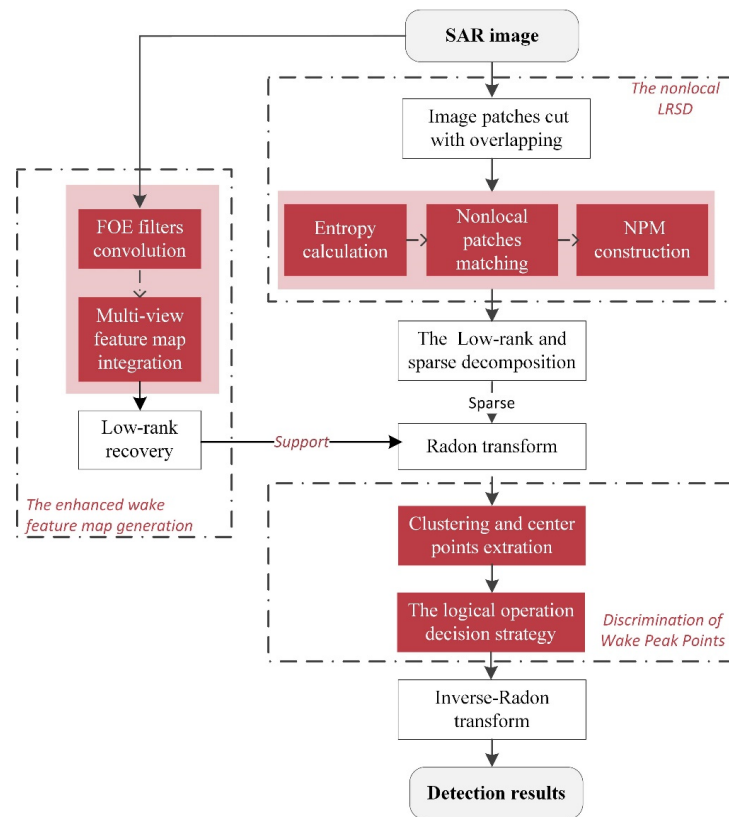 SAR image
The nonlocal
LRSD
Image patches cut
with overlapping
Entropy
calculation
Nonlocal
patches
matching
NPM
construction
FOE filters
convolution
Multi-view
feature map
integration
The Low-rank and
sparse decomposition
Sparse
Low-rank
recovery
Support
Radon transform
The enhanced wake
feature map generation
Clustering and center
points extration
The logical operation
decision strategy
Discrimination of
Wake Peak Points
Inverse-Radon
transform
Detection results